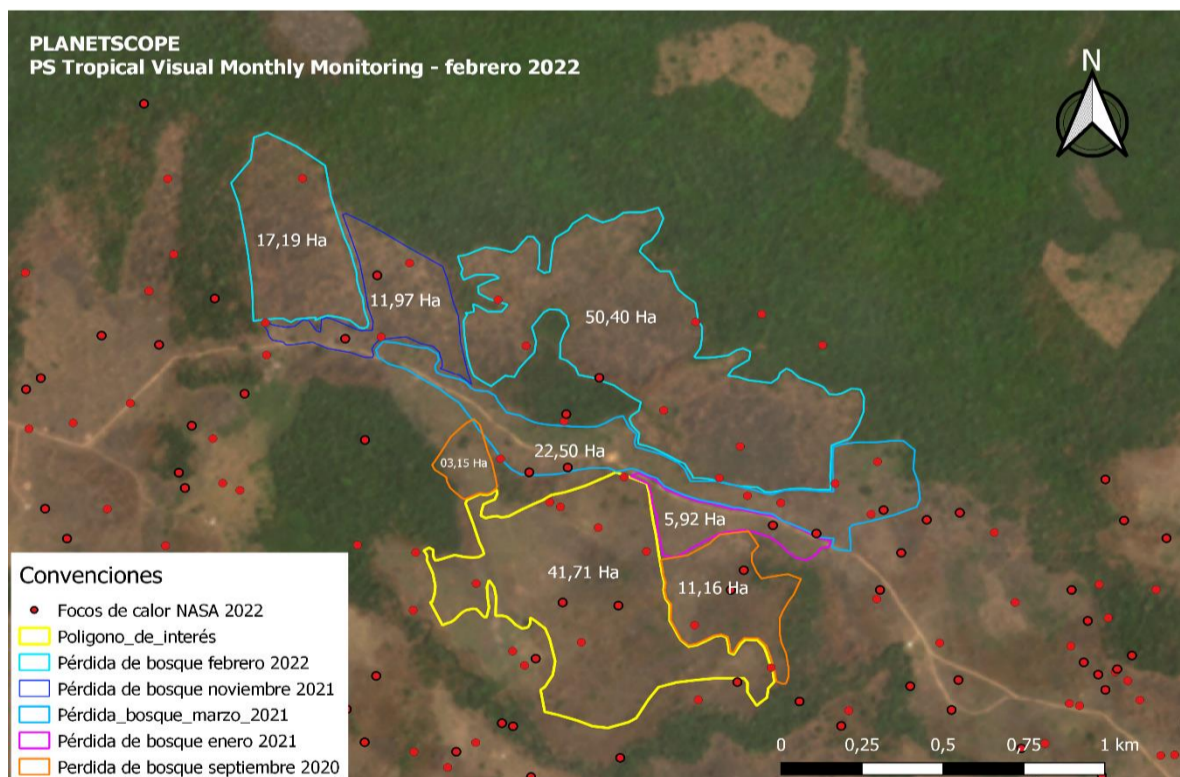 PLANETSCOPE
PS Tropical Visual Monthly Monitoring - febrero 2022
N
17,19 Ha
11,97 Ha
50,40 Ha
22,50 Ha
03,15 Ha
5,92 Ha
41,71 Ha
11,16 Ha
Convenciones
Focos de calor NASA 2022
Poligono_de_interés
Pérdida de bosque febrero 2022
Pérdida de bosque noviembre 2021
Pérdida_bosque_marzo_2021
Pérdida de bosque enero 2021
Perdida de bosque septiembre 2020
0 0,25 0,5 0,75 1 km